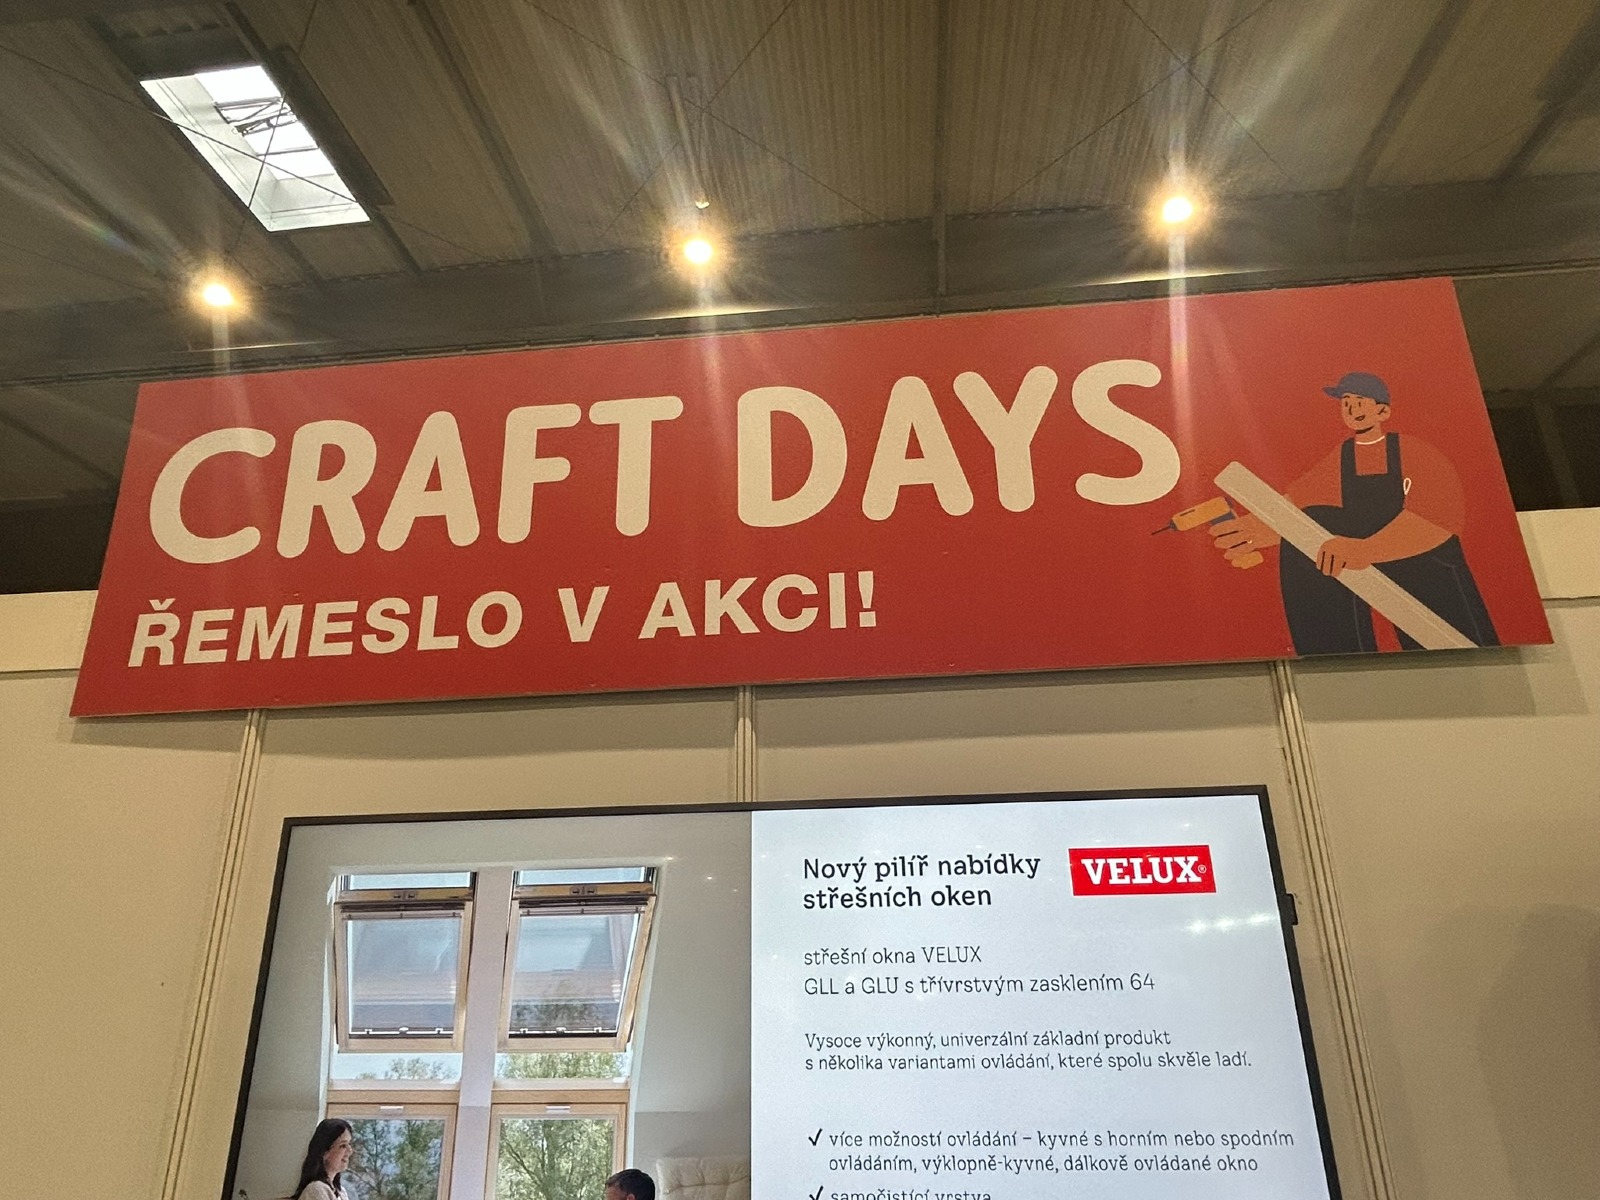 CRAFT DAYS
ŘEMESLO V AKCI!
Nový pilíř nabídky
střešních oken
VELUX®
střešní okna VELUX
GLL a GLU s třívrstvým zasklením 64
Vysoce výkonný, univerzální základní produkt
s několika variantami ovládání, které spolu skvěle ladí.
✓ více možností ovládání – kyvné s horním nebo spodním
ovládáním, výklopně-kyvné, dálkově ovládané okno
✓ samočistící vrstva